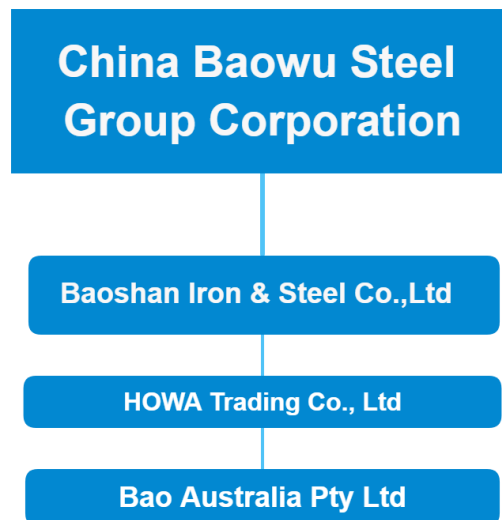 China Baowu Steel
Group Corporation
Baoshan Iron & Steel Co.,Ltd
HOWA Trading Co., Ltd
Bao Australia Pty Ltd